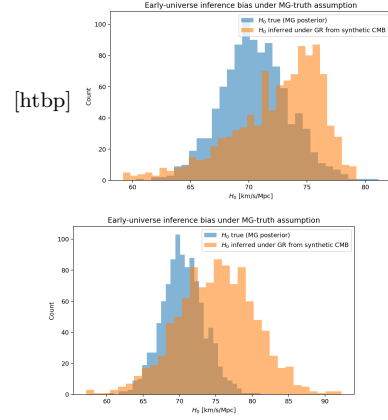 Early-universe inference bias under MG-truth assumption
H₀ true (MG posterior)
H₀ inferred under GR from synthetic CMB
100
80
60
40
20
0
Count
60
65
70
75
80
H₀ [km/s/Mpc]
[htbp]
Early-universe inference bias under MG-truth assumption
H₀ true (MG posterior)
H₀ inferred under GR from synthetic CMB
100
80
60
40
20
0
Count
60
65
70
75
80
85
90
H₀ [km/s/Mpc]